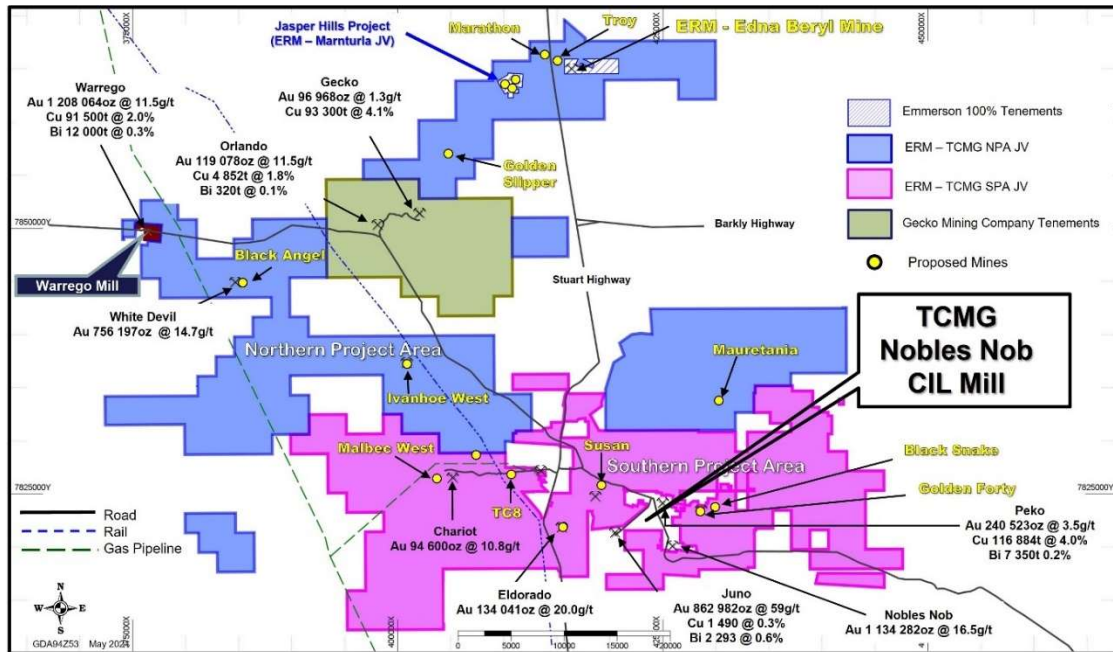 378000X
425000X
450000X
Jasper Hills Project
(ERM – Marnturla JV)
Marathon
Troy
ERM - Edna Beryl Mine
Warrego
Au 1 208 064oz @ 11.5g/t
Cu 91 500t @ 2.0%
Bi 12 000t @ 0.3%
Gecko
Au 96 968oz @ 1.3g/t
Cu 93 300t @ 4.1%
Orlando
Au 119 078oz @ 11.5g/t
Cu 4 852t @ 1.8%
Bi 320t @ 0.1%
Golden
Slipper
Emmerson 100% Tenements
ERM – TCMG NPA JV
ERM – TCMG SPA JV
Gecko Mining Company Tenements
Proposed Mines
7850000Y
7850000Y
Barkly Highway
Stuart Highway
Black Angel
Warrego Mill
White Devil
Au 756 197oz @ 14.7g/t
TCMG
Nobles Nob
CIL Mill
Northern Project Area
Ivanhoe West
Mauretania
Malbec West
Susan
Southern Project Area
Black Snake
Golden Forty
7825000Y
7825000Y
TC8
Chariot
Au 94 600oz @ 10.8g/t
Peko
Au 240 523oz @ 3.5g/t
Cu 116 884t @ 4.0%
Bi 7 350t 0.2%
Road
Rail
Gas Pipeline
Eldorado
Au 134 041oz @ 20.0g/t
Juno
Au 862 982oz @ 59g/t
Cu 1 490 @ 0.3%
Bi 2 293 @ 0.6%
Nobles Nob
Au 1 134 282oz @ 16.5g/t
N
W
E
S
GDA94Z53
375000X
400000X
0
5000
10000